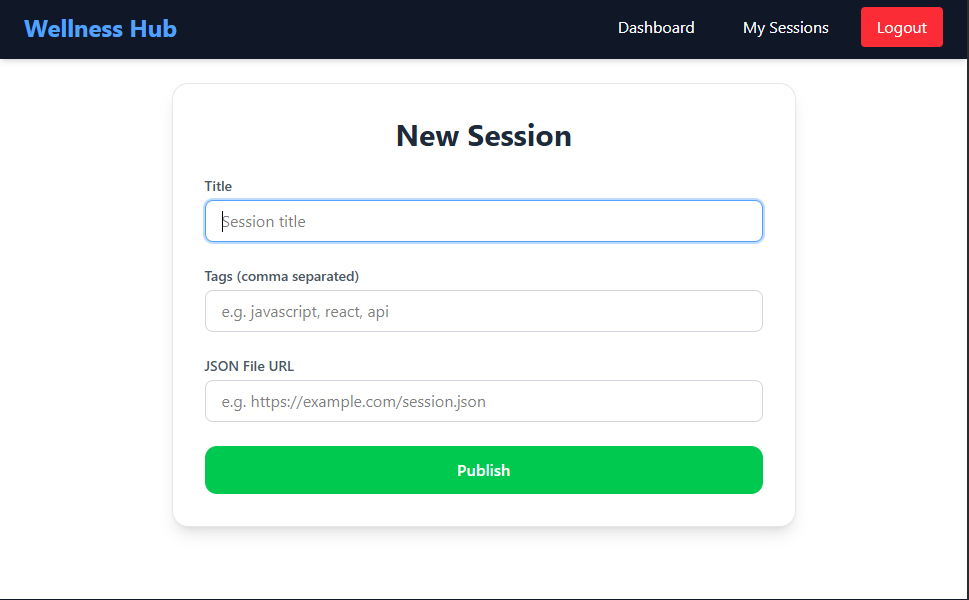 Wellness Hub
Dashboard
My Sessions
Logout
New Session
Title
Session title
Tags (comma separated)
e.g. javascript, react, api
JSON File URL
e.g. https://example.com/session.json
Publish